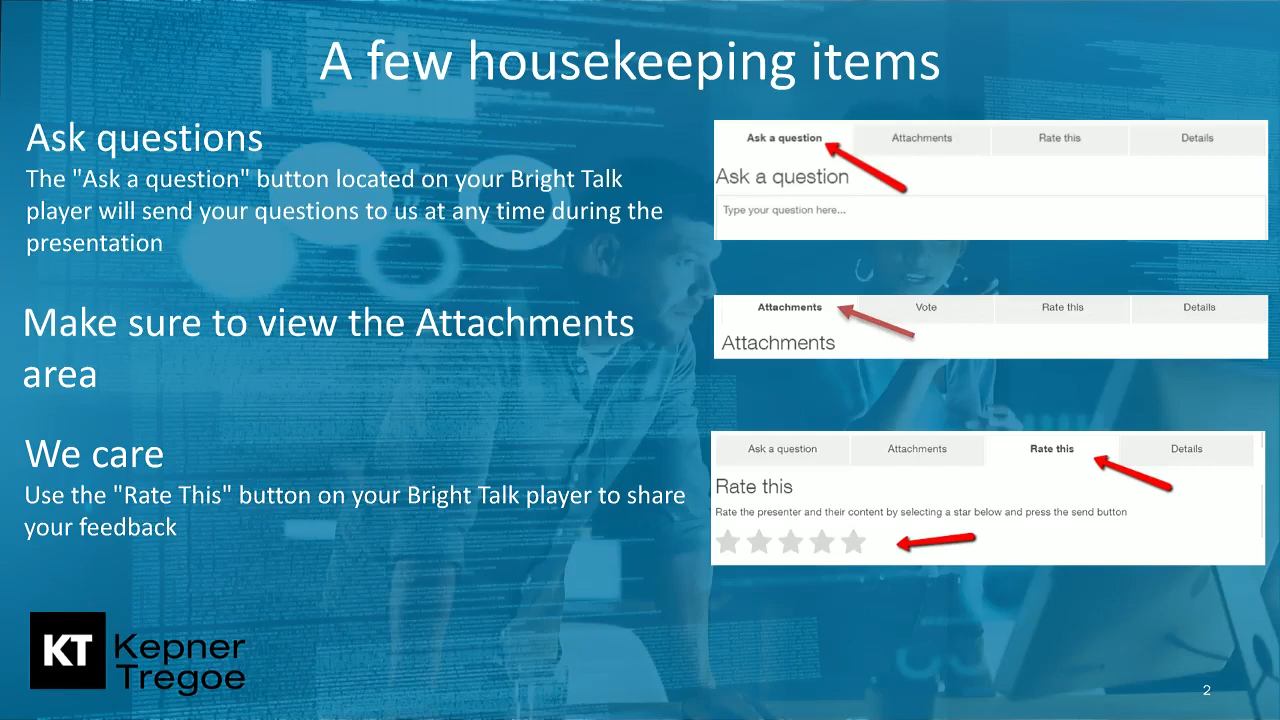 A few housekeeping items
Ask questions
The "Ask a question" button located on your Bright Talk
player will send your questions to us at any time during the
presentation
Ask a question Attachments Rate this Details
Ask a question
Type your question here...
Make sure to view the Attachments
area
Attachments Vote Rate this Details
Attachments
We care
Use the "Rate This" button on your Bright Talk player to share
your feedback
Ask a question Attachments Rate this Details
Rate this
Rate the presenter and their content by selecting a star below and press the send button
KT Kepner
Tregoe
2